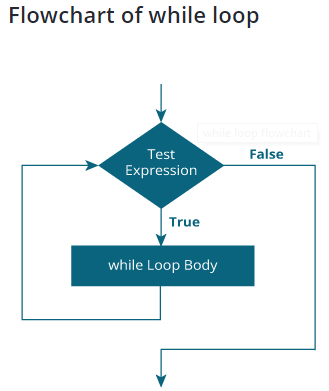 Flowchart of while loop
while loop flowchart
Test
Expression
False
True
while Loop Body